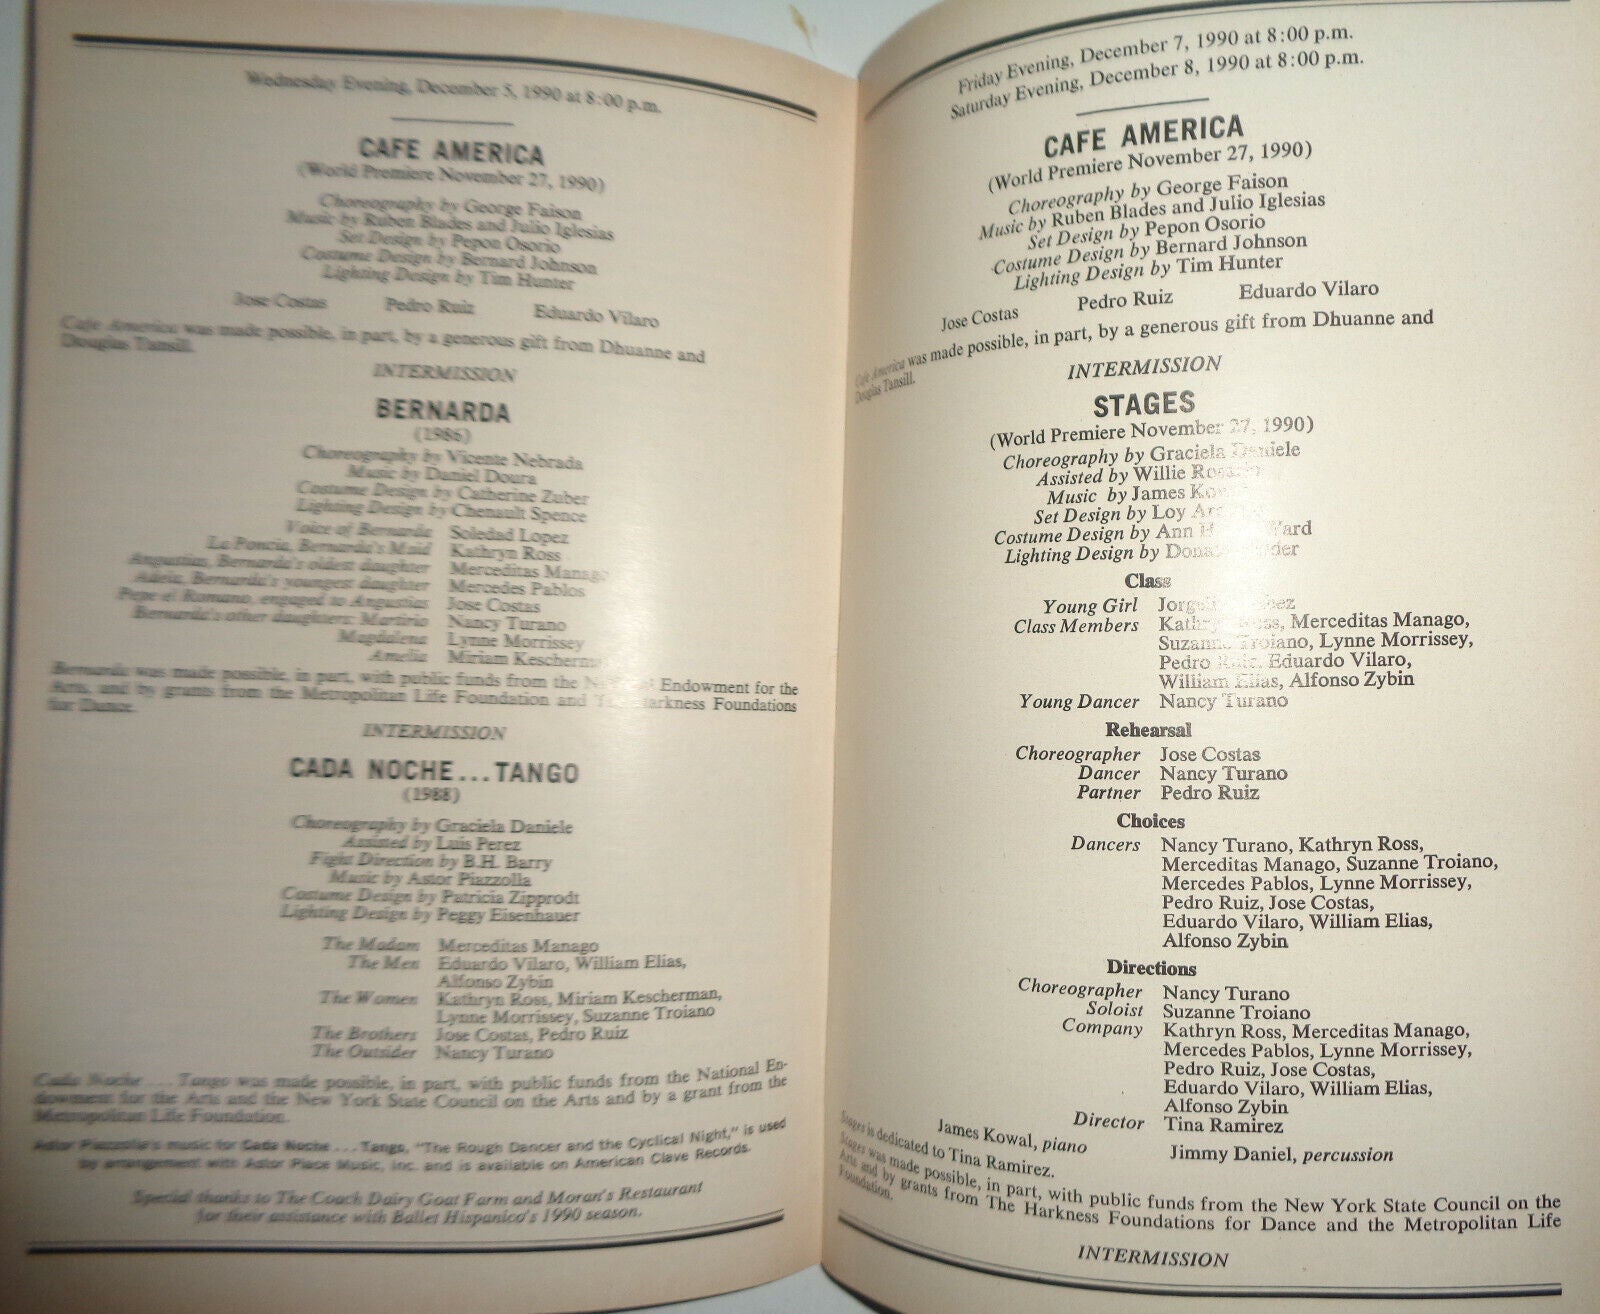 Wednesday Evening, December 5, 1990 at 8:00 p.m.
CAFE AMERICA
(World Premiere November 27, 1990)
Choreography by George Faison
Music by Ruben Blades and Julio Iglesias
Set Design by Pepon Osorio
Costume Design by Bernard Johnson
Lighting Design by Tim Hunter
Jose Costas Pedro Ruiz Eduardo Vilaro
Cafe America was made possible, in part, by a generous gift from Dhuanne and
Douglas Tansill.
INTERMISSION
BERNARDA
(1986)
Choreography by Vicente Nebrada
Music by Daniel Doura
Costume Design by Catherine Zuber
Lighting Design by Chenault Spence
Voice of Bernarda Soledad Lopez
La Poncia, Bernarda's Maid Kathryn Ross
Angustias, Bernarda's oldest daughter Merceditas Manago
Adela, Bernarda's youngest daughter Mercedes Pablos
Pepe el Romano, engaged to Angustias Jose Costas
Bernarda's other daughters: Martirio Nancy Turano
Magdalena Lynne Morrissey
Amelia Miriam Kescherman
Bernarda was made possible, in part, with public funds from the National Endowment for the
Arts, and by grants from the Metropolitan Life Foundation and The Harkness Foundations
for Dance.
INTERMISSION
CADA NOCHE...TANGO
(1988)
Choreography by Graciela Daniele
Assisted by Luis Perez
Fight Direction by B.H. Barry
Music by Astor Piazzolla
Costume Design by Patricia Zipprodt
Lighting Design by Peggy Eisenhauer
The Madam Merceditas Manago
The Men Eduardo Vilaro, William Elias,
Alfonso Zybin
The Women Kathryn Ross, Miriam Kescherman,
Lynne Morrissey, Suzanne Troiano
The Brothers Jose Costas, Pedro Ruiz
The Outsider Nancy Turano
Cada Noche...Tango was made possible, in part, with public funds from the National En-
dowment for the Arts and the New York State Council on the Arts and by a grant from the
Metropolitan Life Foundation.
Astor Piazzolla's music for Cada Noche...Tango, "The Rough Dancer and the Cyclical Night," is used
by arrangement with Astor Place Music, Inc. and is available on American Clave Records.
Special thanks to The Coach Dairy Goat Farm and Moran's Restaurant
for their assistance with Ballet Hispanico's 1990 season.
Friday Evening, December 7, 1990 at 8:00 p.m.
Saturday Evening, December 8, 1990 at 8:00 p.m.
CAFE AMERICA
(World Premiere November 27, 1990)
Choreography by George Faison
Music by Ruben Blades and Julio Iglesias
Set Design by Pepon Osorio
Costume Design by Bernard Johnson
Lighting Design by Tim Hunter
Jose Costas Pedro Ruiz Eduardo Vilaro
Cafe America was made possible, in part, by a generous gift from Dhuanne and
Douglas Tansill.
INTERMISSION
STAGES
(World Premiere November 27, 1990)
Choreography by Graciela Daniele
Assisted by Willie
Music by James
Set Design by Loy
Costume Design by Ann
Lighting Design by
Class
Young Girl
Class Members Kathryn Ross, Merceditas Manago,
Suzanne Troiano, Lynne Morrissey,
Pedro Ruiz, Eduardo Vilaro,
William Elias, Alfonso Zybin
Young Dancer Nancy Turano
Rehearsal
Choreographer Jose Costas
Dancer Nancy Turano
Partner Pedro Ruiz
Choices
Dancers Nancy Turano, Kathryn Ross,
Merceditas Manago, Suzanne Troiano,
Mercedes Pablos, Lynne Morrissey,
Pedro Ruiz, Jose Costas,
Eduardo Vilaro, William Elias,
Alfonso Zybin
Directions
Choreographer Nancy Turano
Soloist Suzanne Troiano
Company Kathryn Ross, Merceditas Manago,
Mercedes Pablos, Lynne Morrissey,
Pedro Ruiz, Jose Costas,
Eduardo Vilaro, William Elias,
Alfonso Zybin
Director Tina Ramirez
James Kowal, piano Jimmy Daniel, percussion
Stages is dedicated to Tina Ramirez.
Stages was made possible, in part, with public funds from the New York State Council on the
Arts and by grants from The Harkness Foundations for Dance and the Metropolitan Life
Foundation.
INTERMISSION